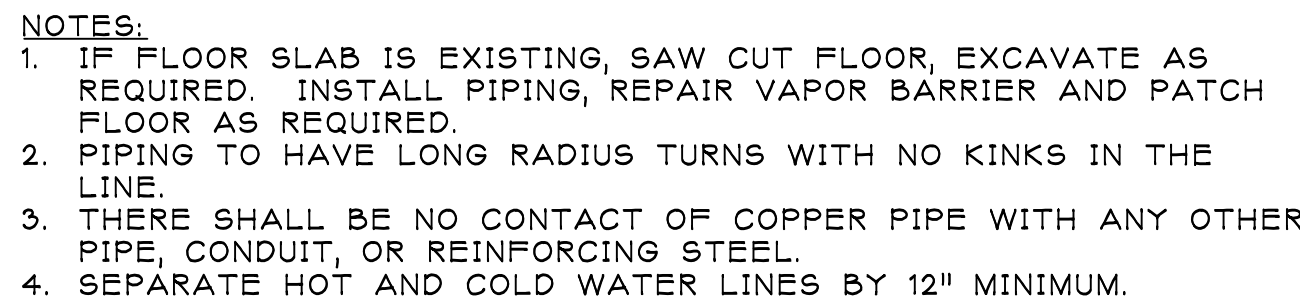 NOTES:
1. IF FLOOR SLAB IS EXISTING, SAW CUT FLOOR, EXCAVATE AS
REQUIRED. INSTALL PIPING, REPAIR VAPOR BARRIER AND PATCH
FLOOR AS REQUIRED.
2. PIPING TO HAVE LONG RADIUS TURNS WITH NO KINKS IN THE
LINE.
3. THERE SHALL BE NO CONTACT OF COPPER PIPE WITH ANY OTHER
PIPE, CONDUIT, OR REINFORCING STEEL.
4. SEPARATE HOT AND COLD WATER LINES BY 12" MINIMUM.